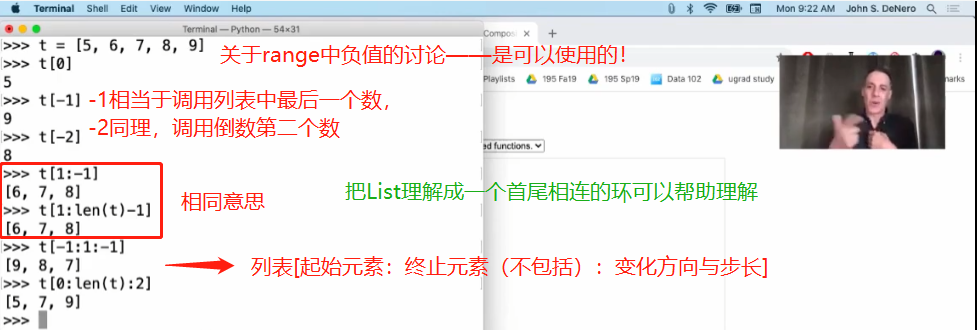 Terminal Shell Edit View Window Help
Mon 9:22 AM John S. DeNero
Terminal — Python — 54×31
Compos
Playlists 195 Fa19 195 Sp19 Data 102 ugrad study
ed functions.
>>> t = [5, 6, 7, 8, 9]
关于range中负值的讨论——是可以使用的!
>>> t[0]
5
>>> t[-1]
-1相当于调用列表中最后一个数,
9
>>> t[-2]
-2同理,调用倒数第二个数
8
>>> t[1:-1]
[6, 7, 8]
相同意思
把List理解成一个首尾相连的环可以帮助理解
>>> t[1:len(t)-1]
[6, 7, 8]
>>> t[-1:1:-1]
[9, 8, 7]
列表[起始元素:终止元素(不包括):变化方向与步长]
>>> t[0:len(t):2]
[5, 7, 9]
>>>